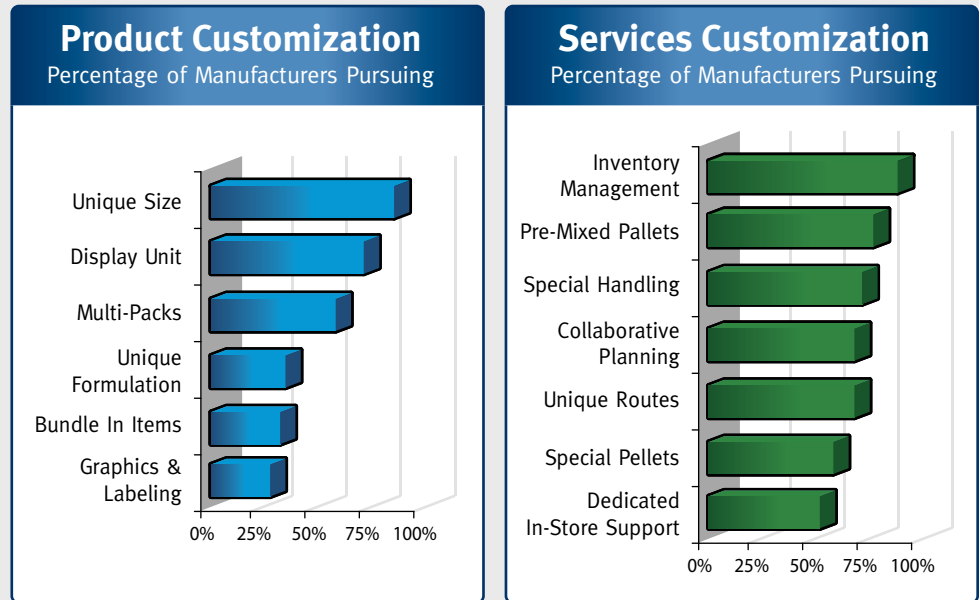 Product Customization
Percentage of Manufacturers Pursuing
Unique Size
Display Unit
Multi-Packs
Unique
Formulation
Bundle In Items
Graphics &
Labeling
0% 25% 50% 75% 100%
Services Customization
Percentage of Manufacturers Pursuing
Inventory
Management
Pre-Mixed Pallets
Special Handling
Collaborative
Planning
Unique Routes
Special Pellets
Dedicated
In-Store Support
0% 25% 50% 75% 100%